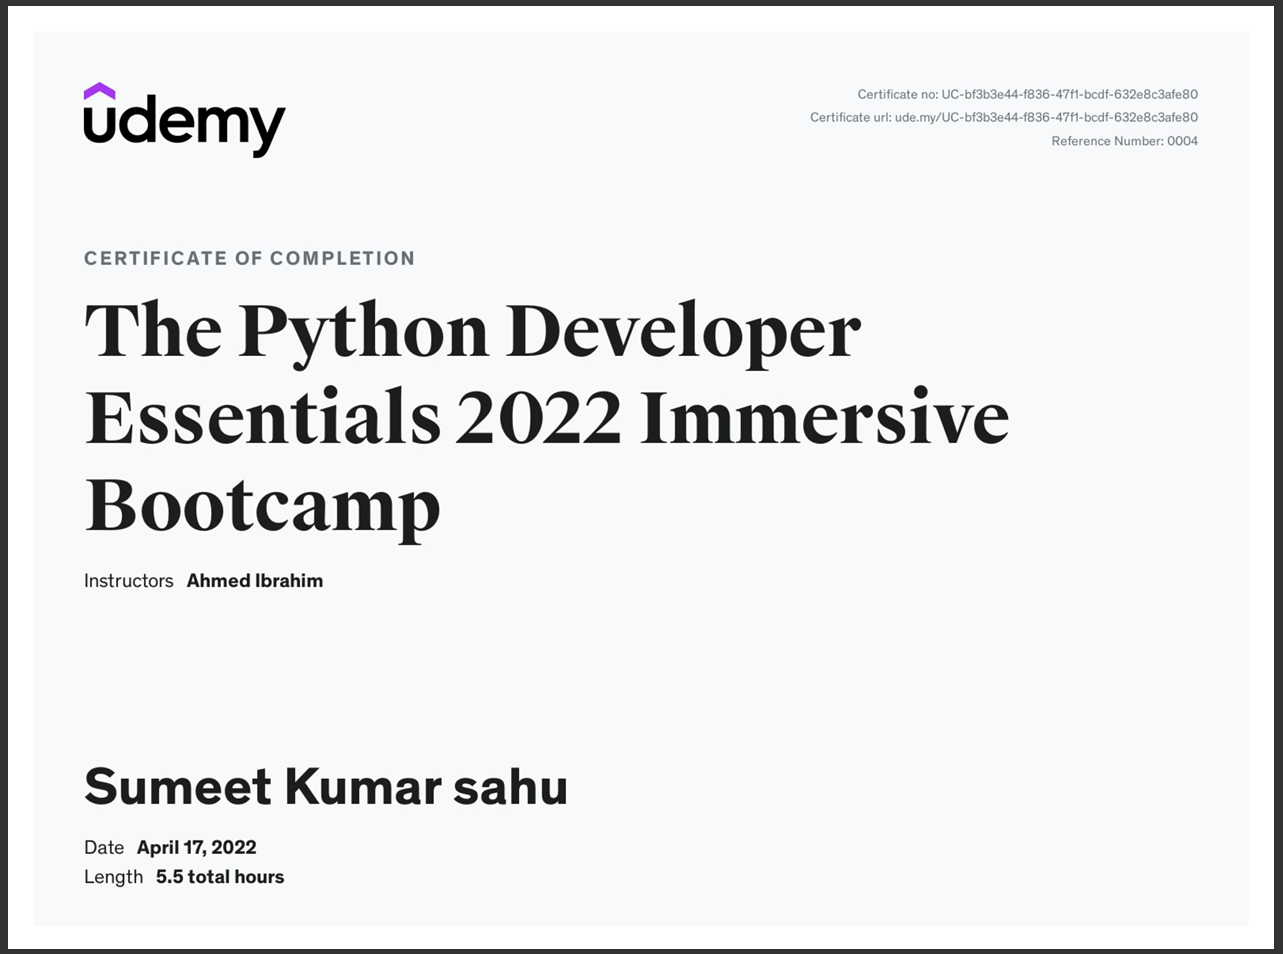 udemy
Certificate no: UC-bf3b3e44-f836-47f1-bcdf-632e8c3afe80
Certificate url: ude.my/UC-bf3b3e44-f836-47f1-bcdf-632e8c3afe80
Reference Number: 0004
CERTIFICATE OF COMPLETION
The Python Developer
Essentials 2022 Immersive
Bootcamp
Instructors Ahmed Ibrahim
Sumeet Kumar sahu
Date April 17, 2022
Length 5.5 total hours